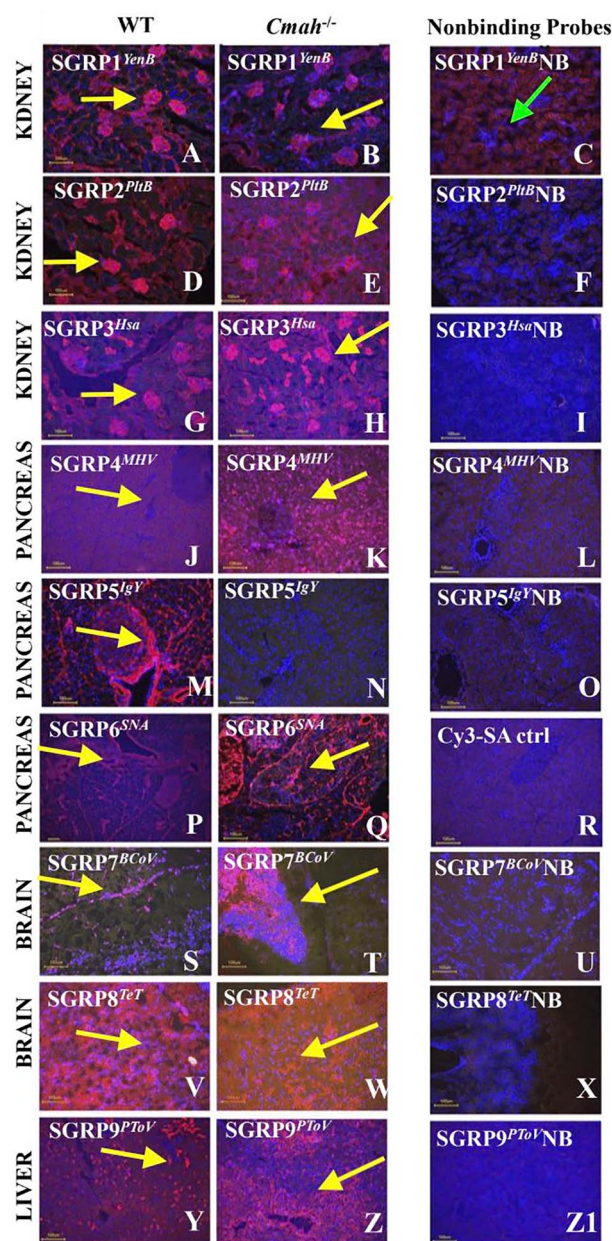 WT Cmah-/- Nonbinding Probes
KDNEY SGRP1YenB A SGRP1YenB B SGRP1YenBNB C
KDNEY SGRP2PltB D SGRP2PltB E SGRP2PltBNB F
KDNEY SGRP3Hsa G SGRP3Hsa H SGRP3HsaNB I
PANCREAS SGRP4MHV J SGRP4MHV K SGRP4MHVNB L
PANCREAS SGRP5IgY M SGRP5IgY N SGRP5IgYNB O
PANCREAS SGRP6SNA P SGRP6SNA Q Cy3-SA ctrl R
BRAIN SGRP7BCoV S SGRP7BCoV T SGRP7BCoVNB U
BRAIN SGRP8TeT V SGRP8TeT W SGRP8TeTNB X
LIVER SGRP9PToV Y SGRP9PToV Z SGRP9PToVNB Z1